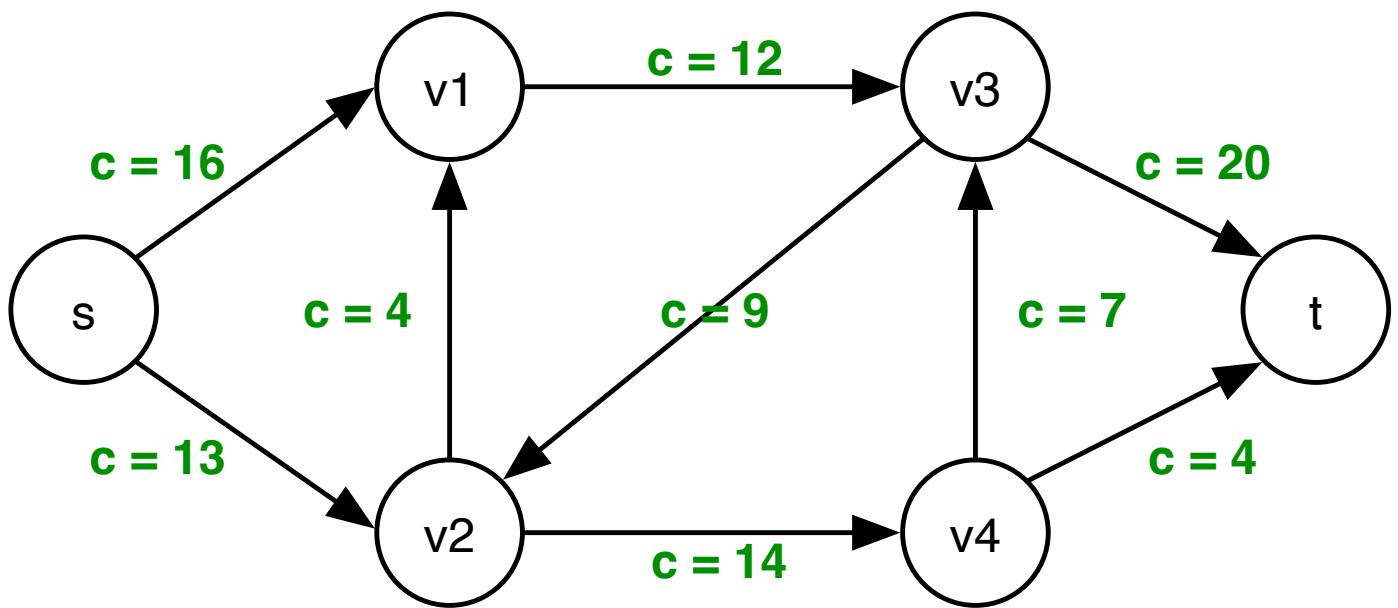 v1
c = 12
v3
c = 16
c = 20
s
c = 4
c = 9
c = 7
t
c = 13
c = 4
v2
c = 14
v4